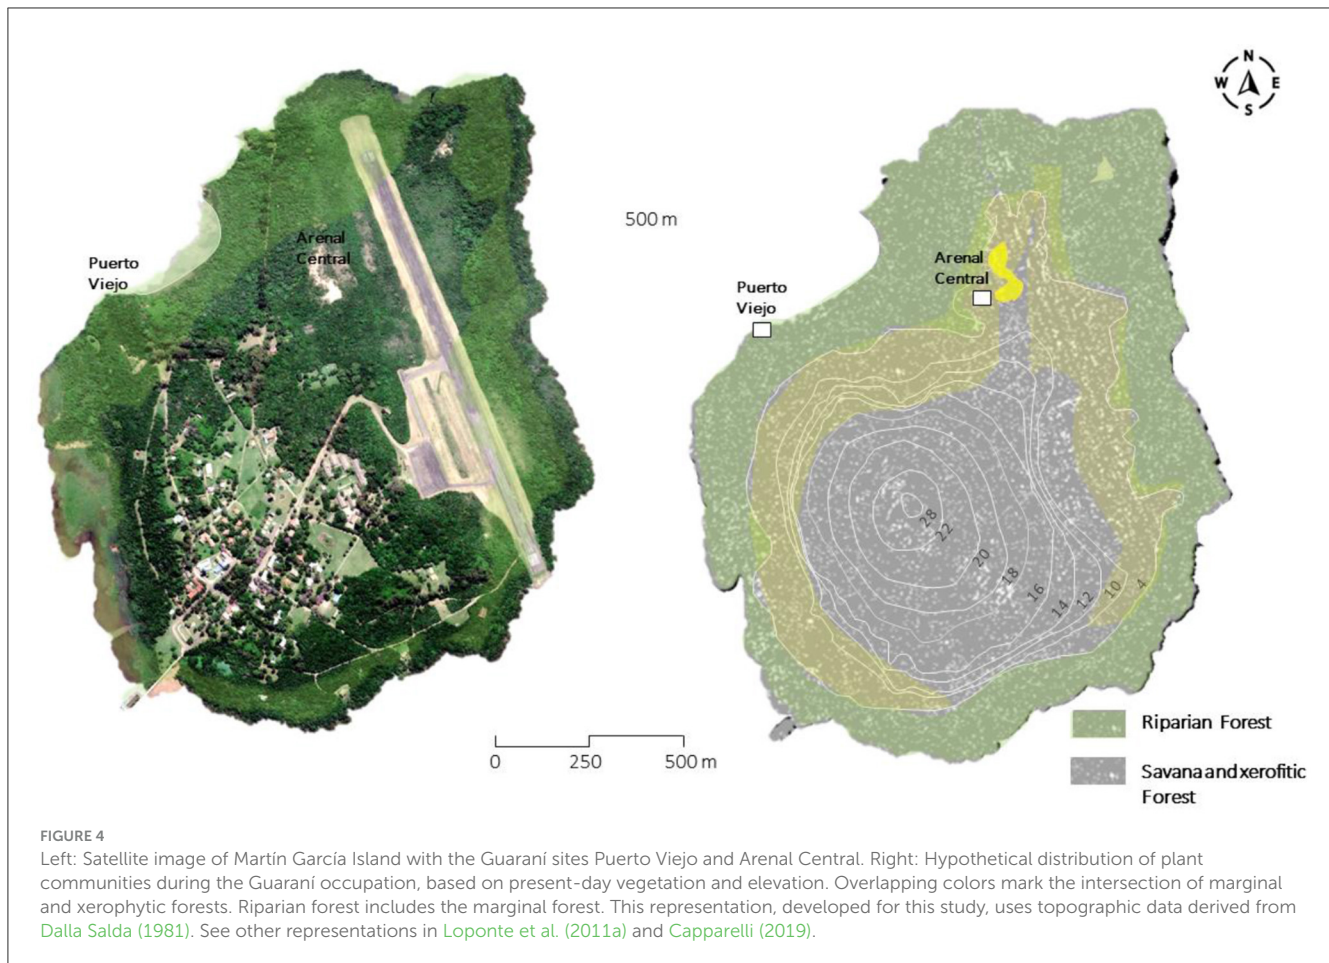 N
W E
S
500 m
Arenal
Central
Puerto
Viejo
Arenal
Central
Puerto
Viejo
28
22
20
18
16
14
12
10
4
0 250 500 m
Riparian Forest
Savana and xerofitic
Forest
FIGURE 4
Left: Satellite image of Martín García Island with the Guaraní sites Puerto Viejo and Arenal Central. Right: Hypothetical distribution of plant
communities during the Guaraní occupation, based on present-day vegetation and elevation. Overlapping colors mark the intersection of marginal
and xerophytic forests. Riparian forest includes the marginal forest. This representation, developed for this study, uses topographic data derived from
Dalla Salda (1981). See other representations in Loponte et al. (2011a) and Capparelli (2019).